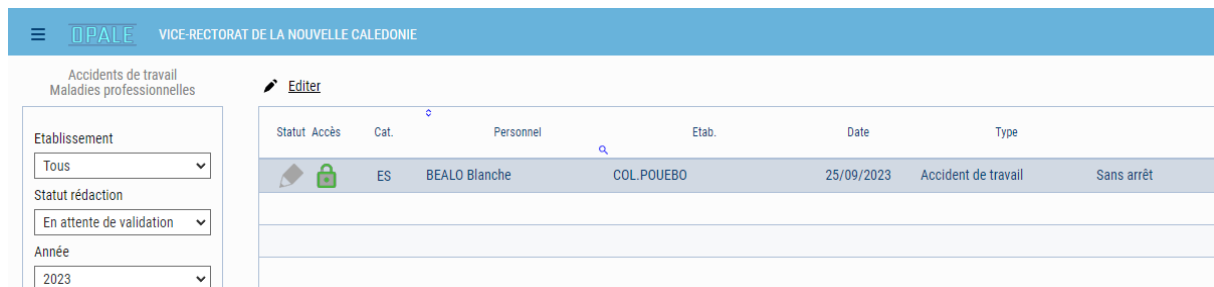 OPALE VICE-RECTORAT DE LA NOUVELLE CALEDONIE
Accidents de travail
Maladies professionnelles
Editer
Etablissement
Tous
Statut rédaction
En attente de validation
Année
2023
Statut Accès Cat. Personnel Etab. Date Type
ES BEALO Blanche COL.POUEBO 25/09/2023 Accident de travail Sans arrêt